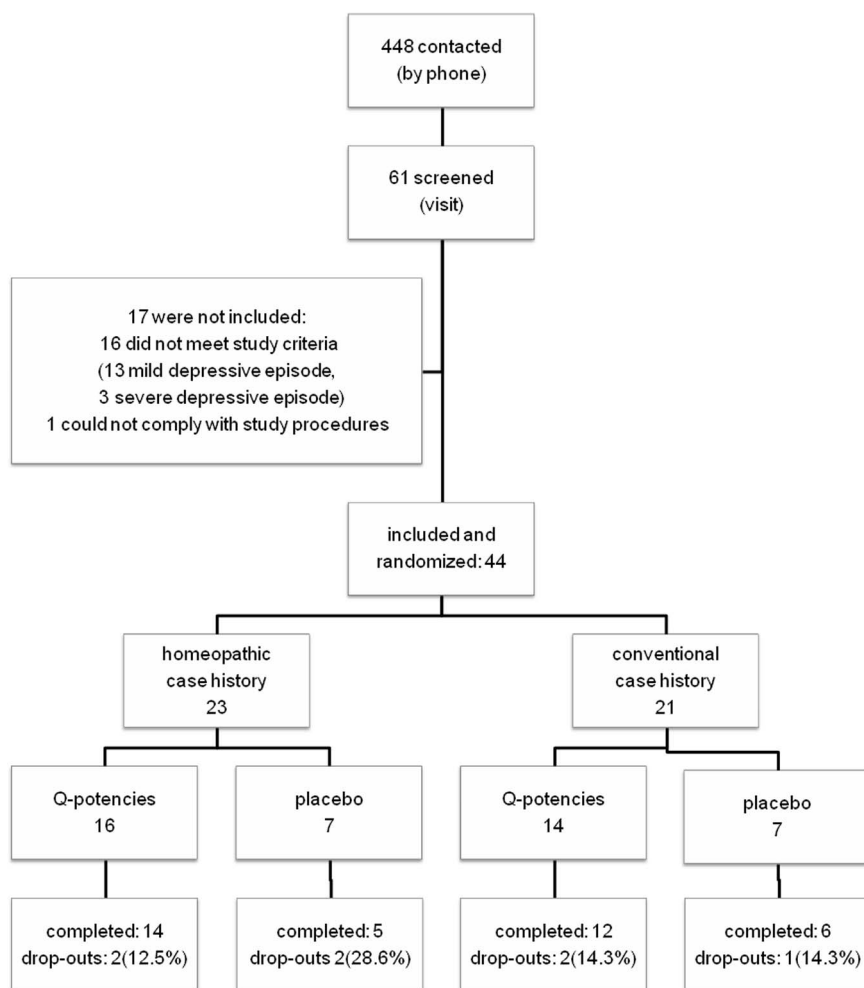 448 contacted
(by phone)
61 screened
(visit)
17 were not included:
16 did not meet study criteria
(13 mild depressive episode,
3 severe depressive episode)
1 could not comply with study procedures
included and
randomized: 44
homeopathic
case history
23
conventional
case history
21
Q-potencies
16
placebo
7
Q-potencies
14
placebo
7
completed: 14
drop-outs: 2(12.5%)
completed: 5
drop-outs 2(28.6%)
completed: 12
drop-outs: 2(14.3%)
completed: 6
drop-outs: 1(14.3%)